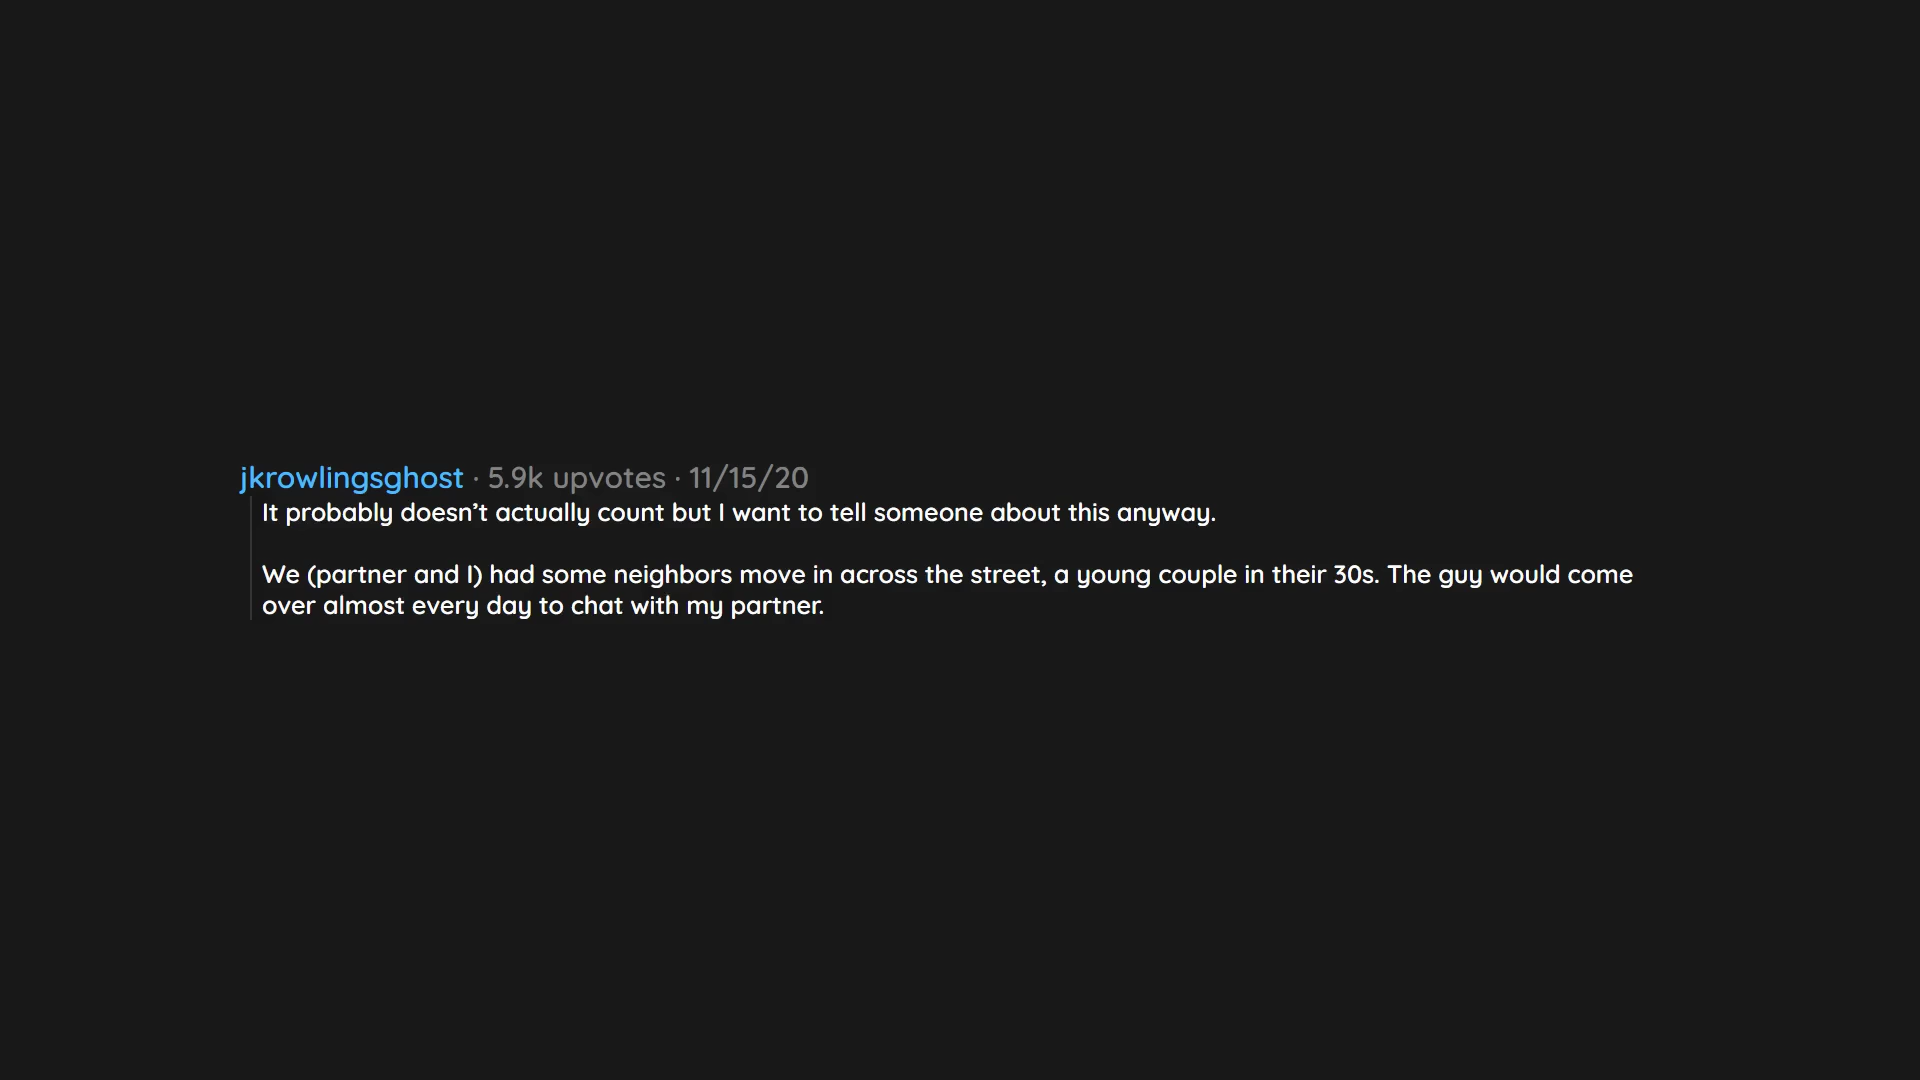 jkrowlingsghost · 5.9k upvotes · 11/15/20
It probably doesn’t actually count but I want to tell someone about this anyway.
We (partner and I) had some neighbors move in across the street, a young couple in their 30s. The guy would come
over almost every day to chat with my partner.